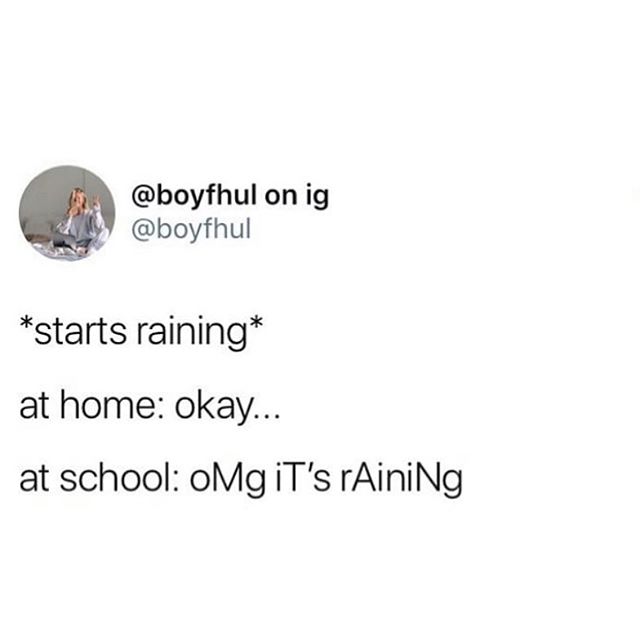 @boyfhul on ig
@boyfhul
*starts raining*
at home: okay...
at school: oMg iT's rAiniNg